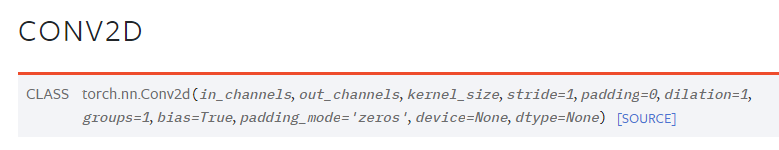 CONV2D
CLASS torch.nn.Conv2d(in_channels, out_channels, kernel_size, stride=1, padding=0, dilation=1,
groups=1, bias=True, padding_mode='zeros', device=None, dtype=None) [SOURCE]